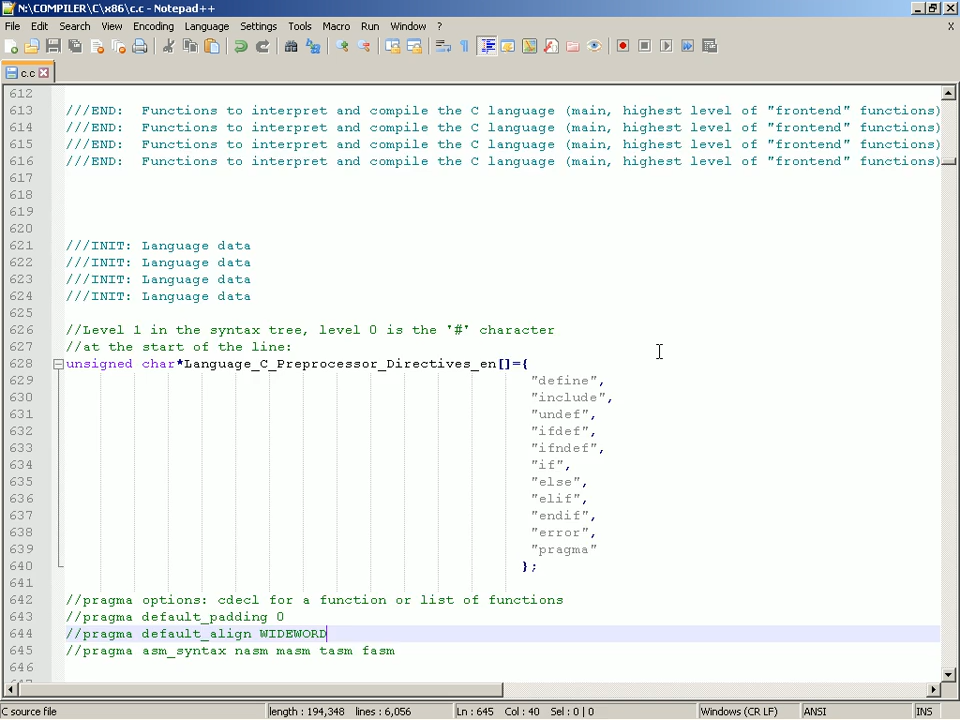 N:\COMPILER\C\x86\c.c - Notepad++
File Edit Search View Encoding Language Settings Tools Macro Run Window ? X
c.c
612
613 ///END:  Functions to interpret and compile the C language (main, highest level of "frontend" functions)
614 ///END:  Functions to interpret and compile the C language (main, highest level of "frontend" functions)
615 ///END:  Functions to interpret and compile the C language (main, highest level of "frontend" functions)
616 ///END:  Functions to interpret and compile the C language (main, highest level of "frontend" functions)
617
618
619
620
621 ///INIT: Language data
622 ///INIT: Language data
623 ///INIT: Language data
624 ///INIT: Language data
625
626 //Level 1 in the syntax tree, level 0 is the '#' character
627 //at the start of the line:
628 unsigned char*Language_C_Preprocessor_Directives_en[]={
629 "define",
630 "include",
631 "undef",
632 "ifdef",
633 "ifndef",
634 "if",
635 "else",
636 "elif",
637 "endif",
638 "error",
639 "pragma"
640 };
641
642 //pragma options: cdecl for a function or list of functions
643 //pragma default_padding 0
644 //pragma default_align WIDEWORD
645 //pragma asm_syntax nasm masm tasm fasm
646
647
C source file length : 194,348 lines : 6,056 Ln : 645 Col : 40 Sel : 0 | 0 Windows (CR LF) ANSI INS